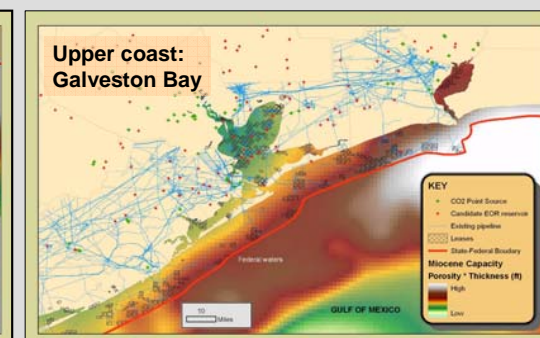 Upper coast:
Galveston Bay
Federal waters
10
Miles
GULF OF MEXICO
KEY
CO2 Point Source
Candidate EOR reservoir
Existing pipeline
Leases
State-Federal Boudary
Miocene Capacity
Porosity * Thickness (ft)
High
Low